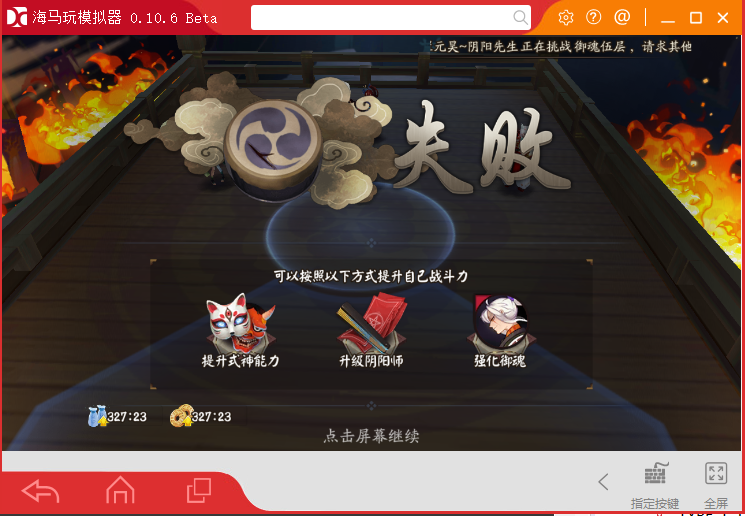 海马玩模拟器 0.10.6 Beta
元昊~阴阳先生正在挑战御魂伍层，请求其他
失败
可以按照以下方式提升自己战斗力
提升式神能力 升级阴阳师 强化御魂
327:23 327:23
点击屏幕继续
指定按键 全屏